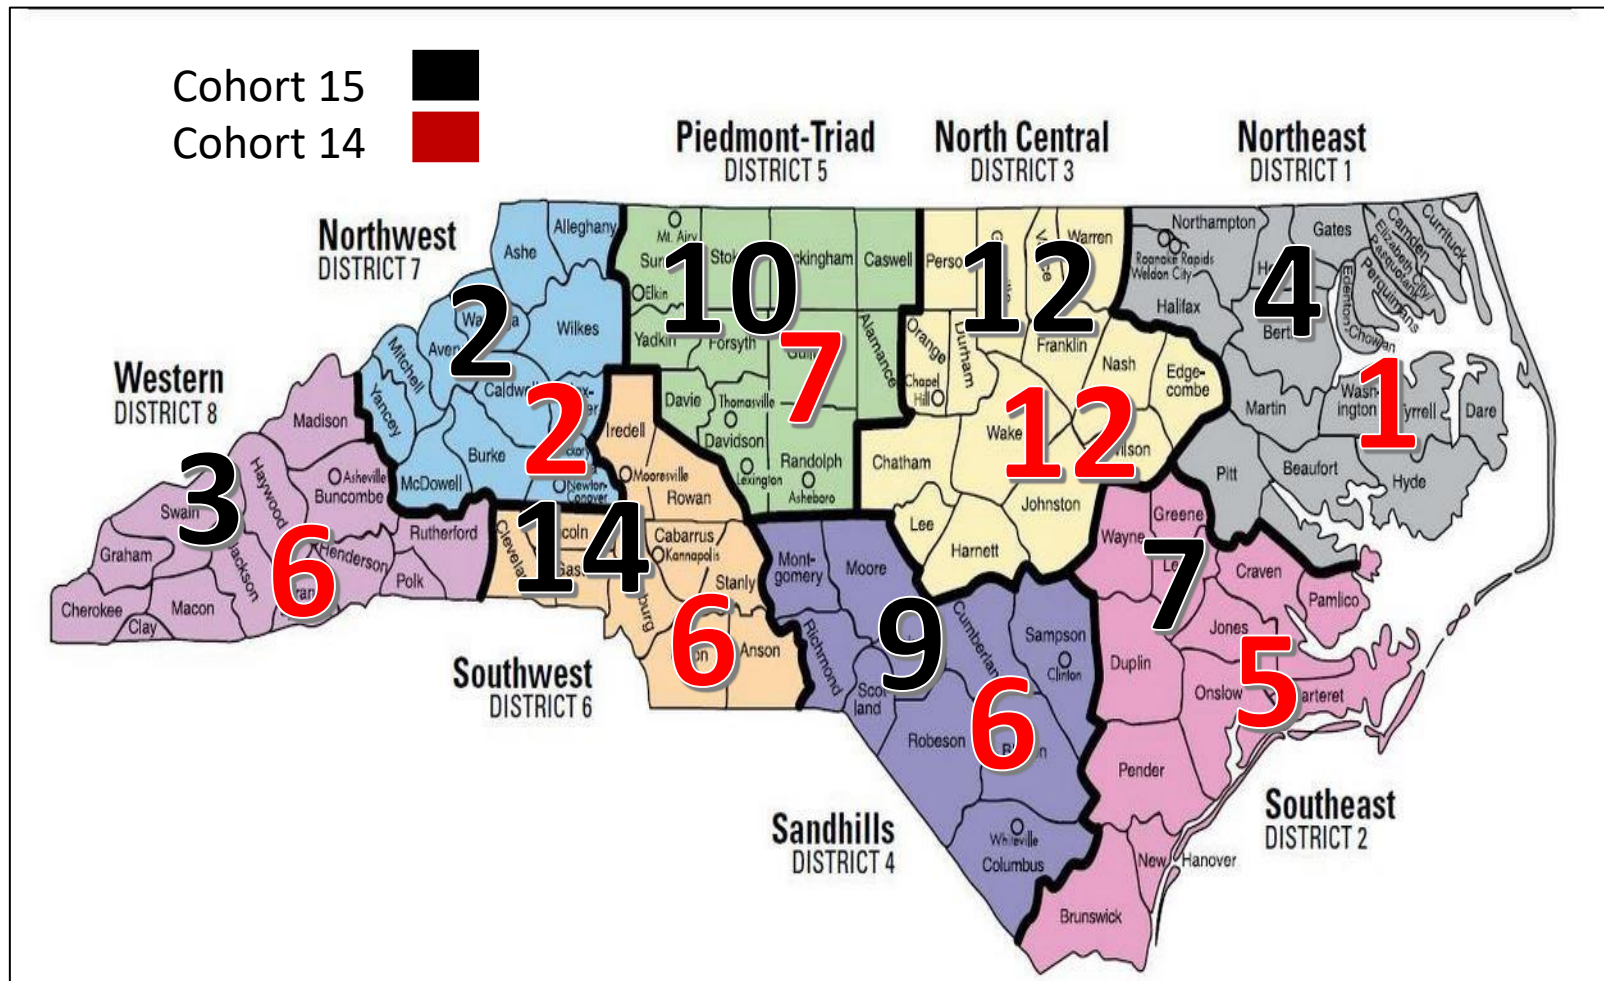 Cohort 15
Cohort 14
Piedmont-Triad
DISTRICT 5
North Central
DISTRICT 3
Northeast
DISTRICT 1
Northwest
DISTRICT 7
Western
DISTRICT 8
Southwest
DISTRICT 6
Sandhills
DISTRICT 4
Southeast
DISTRICT 2
Ashe
Alleghany
Wilkes
Mitchell
Yancey
Burke
McDowell
2
2
Mt. Airy
Elkin
Yadkin
Forsyth
Caswell
Alamance
Davie
Thomasville
Davidson
Lexington
Randolph
Asheboro
10
7
Warren
Orange
Durham
Chapel
Hill
Franklin
Nash
Edge-
combe
Wake
Chatham
Lee
Harnett
Johnston
12
12
Northampton
Gates
Camden
Currituck
Elizabeth City/
Pasquotank
Perquimans
Edenton/
Chowan
Roanoke Rapids
Weldon City
Halifax
Martin
Wash-
ington
Dare
Pitt
Beaufort
Hyde
4
1
Madison
Haywood
Asheville
Buncombe
Swain
Graham
Cherokee
Clay
Macon
Henderson
Polk
Rutherford
3
6
Iredell
Mooresville
Rowan
Cabarrus
Kannapolis
Stanly
Anson
14
6
Mont-
gomery
Moore
Richmond
Scot
land
Sampson
Clinton
Robeson
Whiteville
Columbus
9
6
Wayne
Greene
Craven
Pamlico
Jones
Duplin
Onslow
Pender
New Hanover
Brunswick
7
5